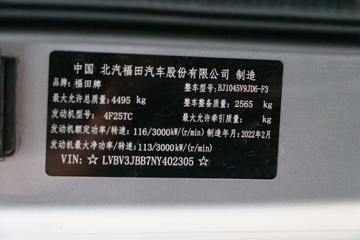 中国 北汽福田汽车股份有限公司 制造
品牌：福田牌 整车型号：BJ1045V9JD6-F3
最大允许总质量：4495 kg 整车整备质量：2565 kg
发动机型号：4F25TC 最大允许牵引质量： kg
发动机额定功率/转速：116/3000kW/(r/min) 制造年月：2022年2月
发动机最大净功率/转速：113/3000kW/(r/min)
VIN：☆ LVBV3JBB7NY402305 ☆